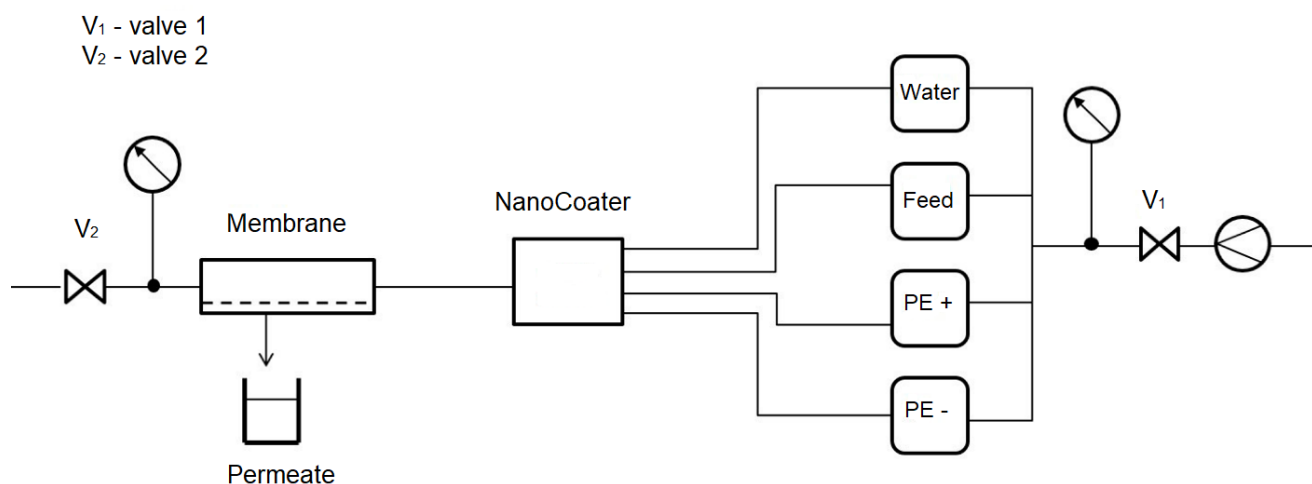 V₁ - valve 1
V₂ - valve 2
Water
Feed
NanoCoater
V₁
Membrane
V₂
PE +
PE -
Permeate